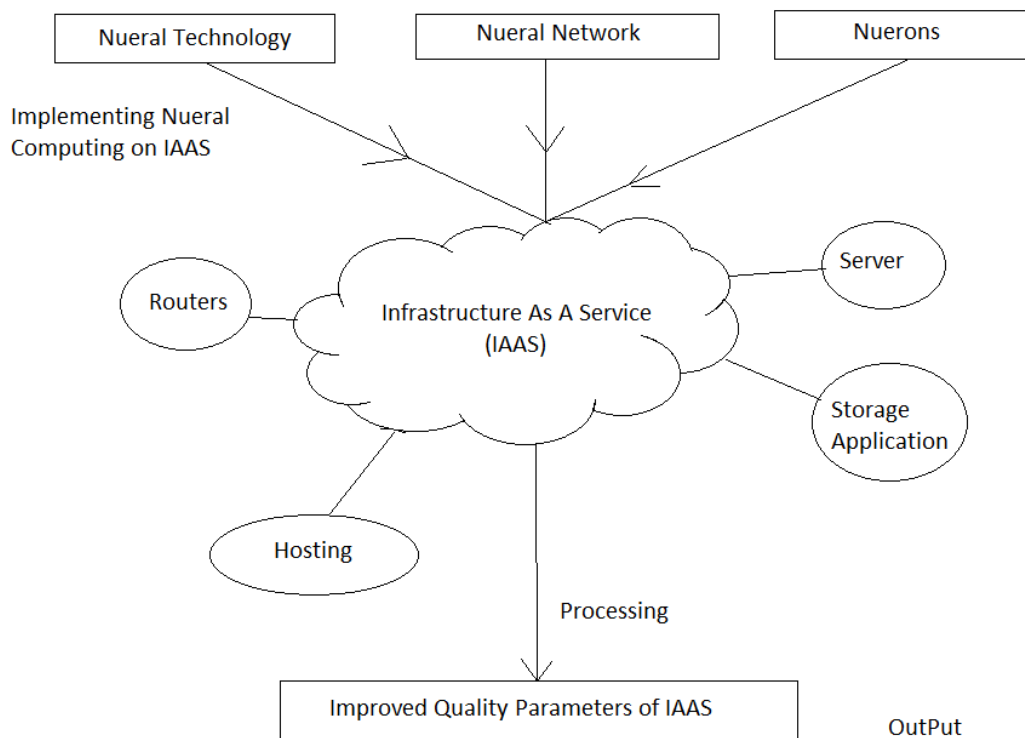 Nueral Technology
Nueral Network
Nuerons
Implementing Nueral
Computing on IAAS
Server
Routers
Infrastructure As A Service
(IAAS)
Storage
Application
Hosting
Processing
Improved Quality Parameters of IAAS
OutPut